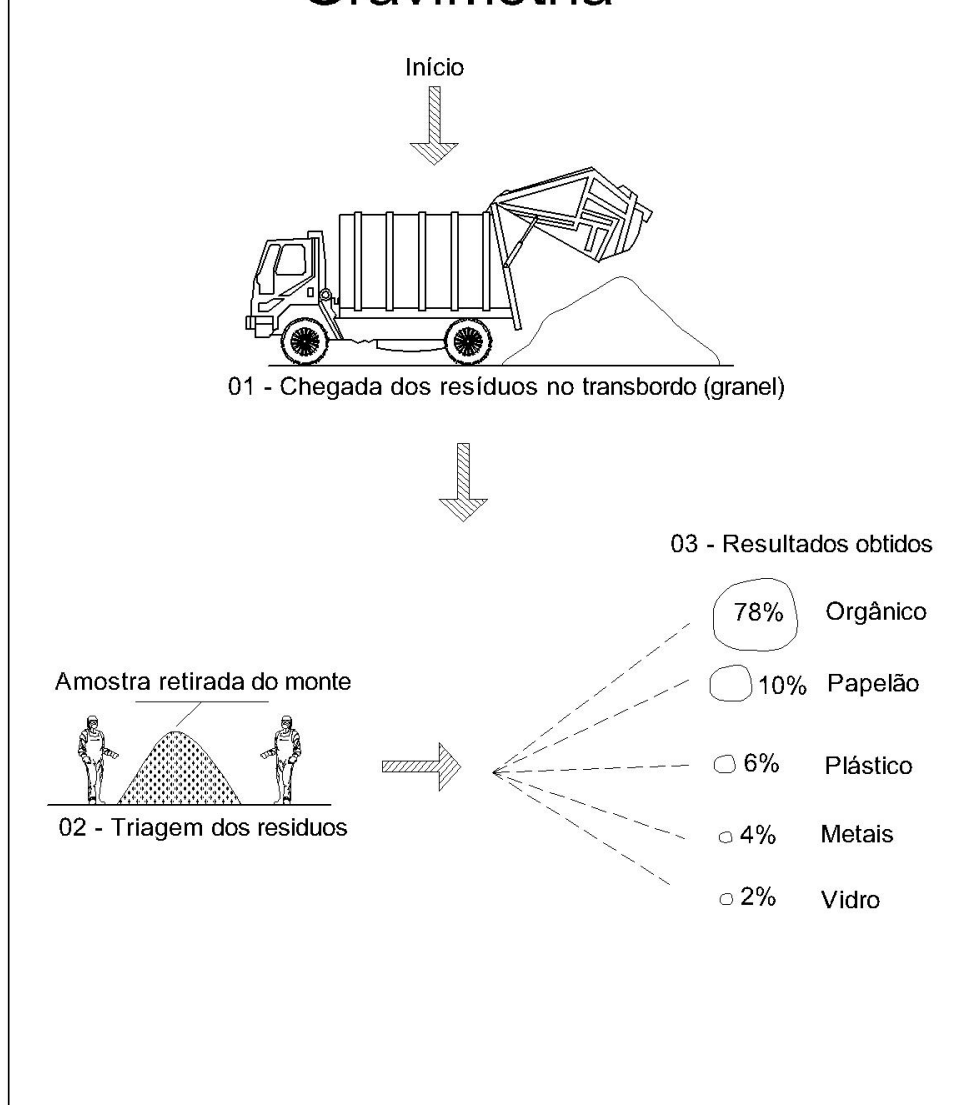 Gravimetria
Início
01 - Chegada dos resíduos no transbordo (granel)
03 - Resultados obtidos
78% Orgânico
10% Papelão
6% Plástico
4% Metais
2% Vidro
Amostra retirada do monte
02 - Triagem dos residuos